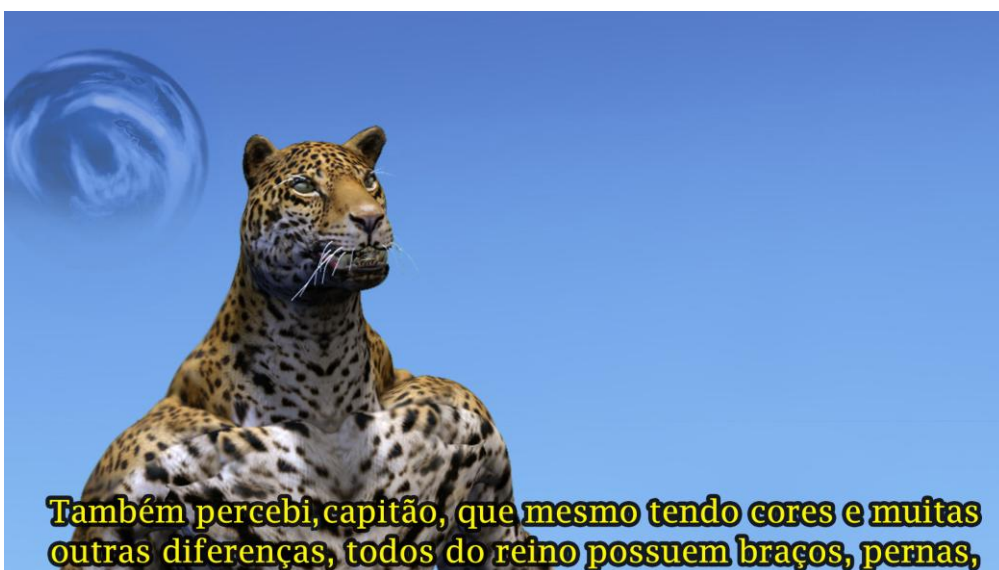 Também percebi, capitão, que mesmo tendo cores e muitas
outras diferenças, todos do reino possuem braços, pernas,